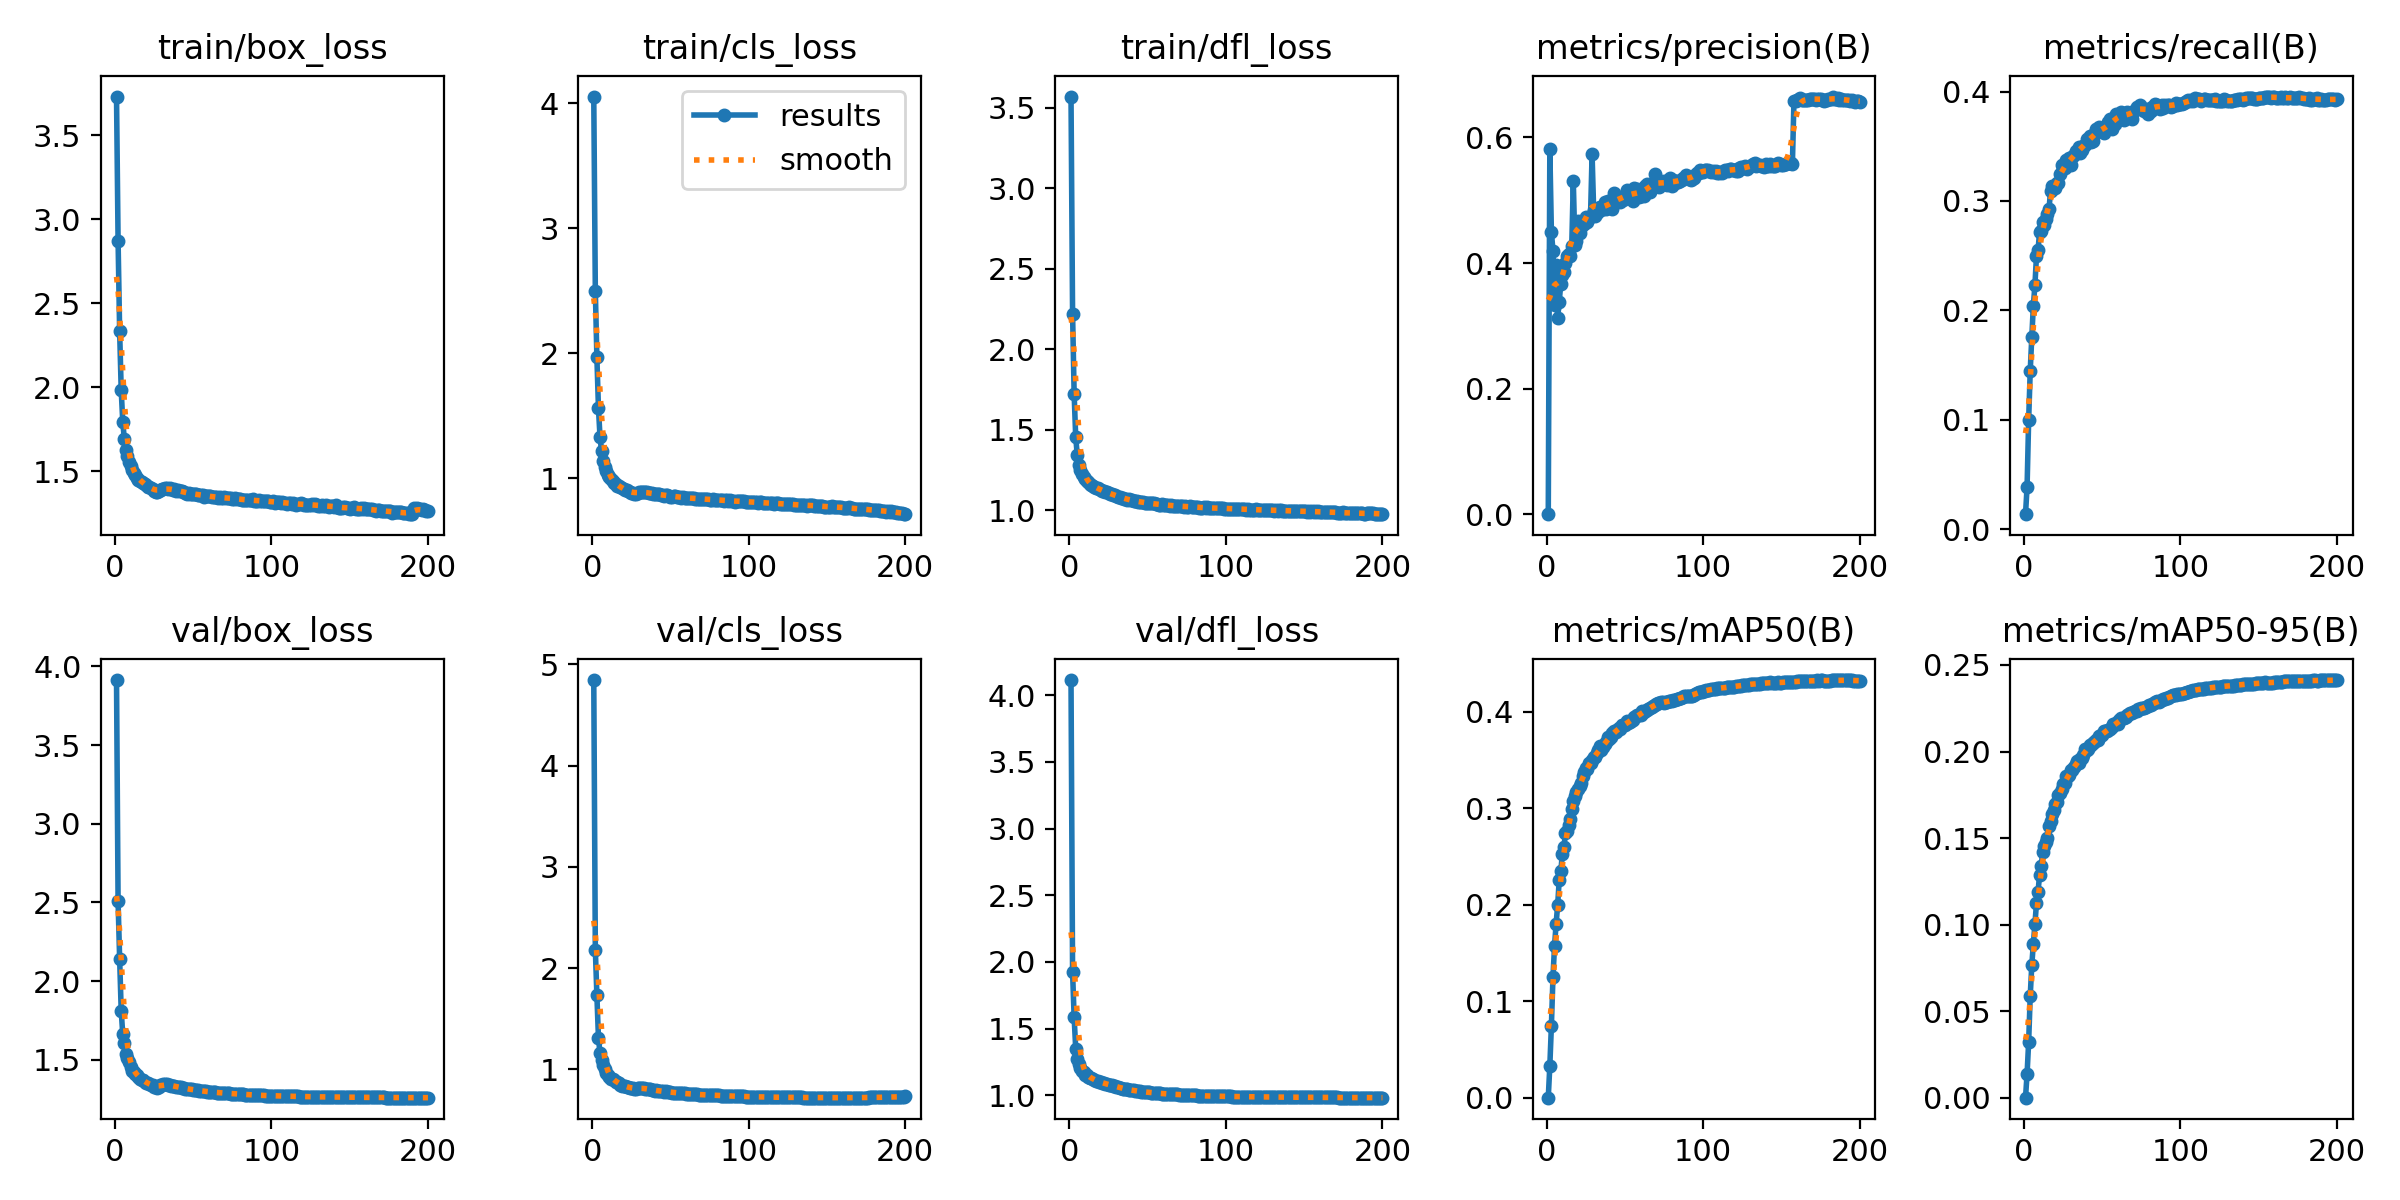 train/box_loss
3.5
3.0
2.5
2.0
1.5
0 100 200
train/cls_loss
results
smooth
4
3
2
1
0 100 200
train/dfl_loss
3.5
3.0
2.5
2.0
1.5
1.0
0 100 200
metrics/precision(B)
0.6
0.4
0.2
0.0
0 100 200
metrics/recall(B)
0.4
0.3
0.2
0.1
0.0
0 100 200
val/box_loss
4.0
3.5
3.0
2.5
2.0
1.5
0 100 200
val/cls_loss
5
4
3
2
1
0 100 200
val/dfl_loss
4.0
3.5
3.0
2.5
2.0
1.5
1.0
0 100 200
metrics/mAP50(B)
0.4
0.3
0.2
0.1
0.0
0 100 200
metrics/mAP50-95(B)
0.25
0.20
0.15
0.10
0.05
0.00
0 100 200